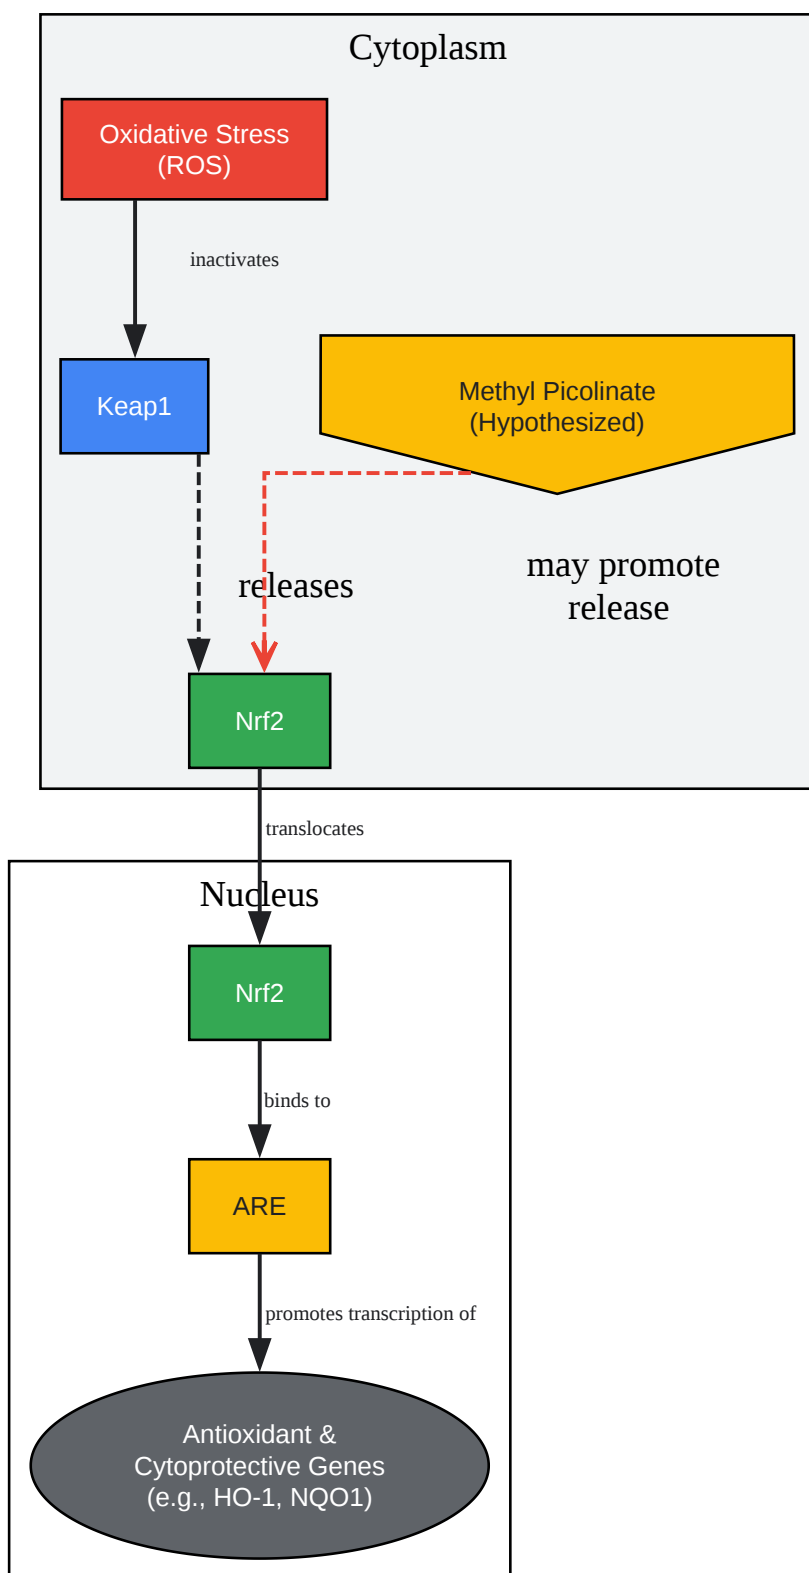 Cytoplasm
Oxidative Stress
(ROS)
inactivates
Keap1
Methyl Picolinate
(Hypothesized)
releases
may promote
release
Nrf2
translocates
Nucleus
Nrf2
binds to
ARE
promotes transcription of
Antioxidant &
Cytoprotective Genes
(e.g., HO-1, NQO1)